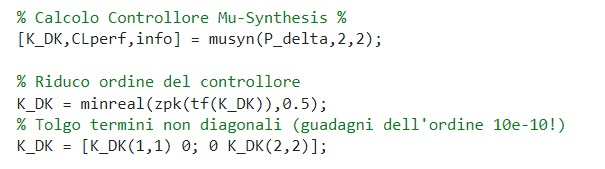 % Calcolo Controllore Mu-Synthesis %
[K_DK,CLperf,info] = musyn(P_delta,2,2);
% Riduco ordine del controllore
K_DK = minreal(zpk(tf(K_DK)),0.5);
% Tolgo termini non diagonali (guadagni dell'ordine 10e-10!)
K_DK = [K_DK(1,1) 0; 0 K_DK(2,2)];